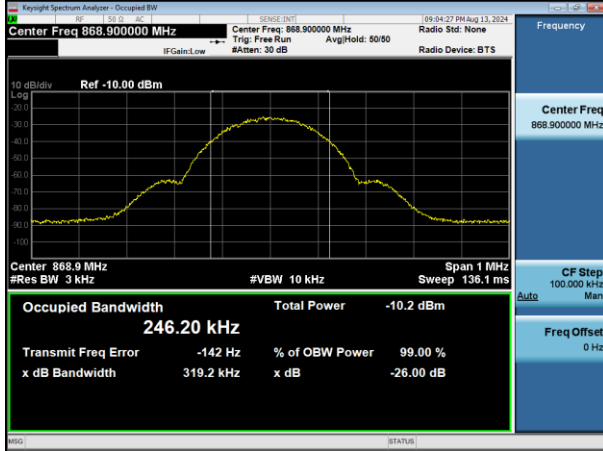 Keysight Spectrum Analyzer - Occupied BW
RF 50 Ω AC SENSE:INT 09:04:27 PM Aug 13, 2024
Center Freq 868.900000 MHz
Center Freq: 868.900000 MHz
Radio Std: None
Trig: Free Run Avg|Hold: 50/50
IFGain:Low
#Atten: 30 dB
Radio Device: BTS
Frequency
10 dB/div Ref -10.00 dBm
Log
-20.0
-30.0
-40.0
-50.0
-60.0
-70.0
-80.0
-90.0
-100
Center 868.9 MHz
Span 1 MHz
#Res BW 3 kHz
#VBW 10 kHz
Sweep 136.1 ms
Occupied Bandwidth
246.20 kHz
Total Power -10.2 dBm
Transmit Freq Error -142 Hz
% of OBW Power 99.00 %
x dB Bandwidth 319.2 kHz
x dB -26.00 dB
Center Freq
868.900000 MHz
CF Step
100.000 kHz
Auto Man
Freq Offset
0 Hz
MSG
STATUS